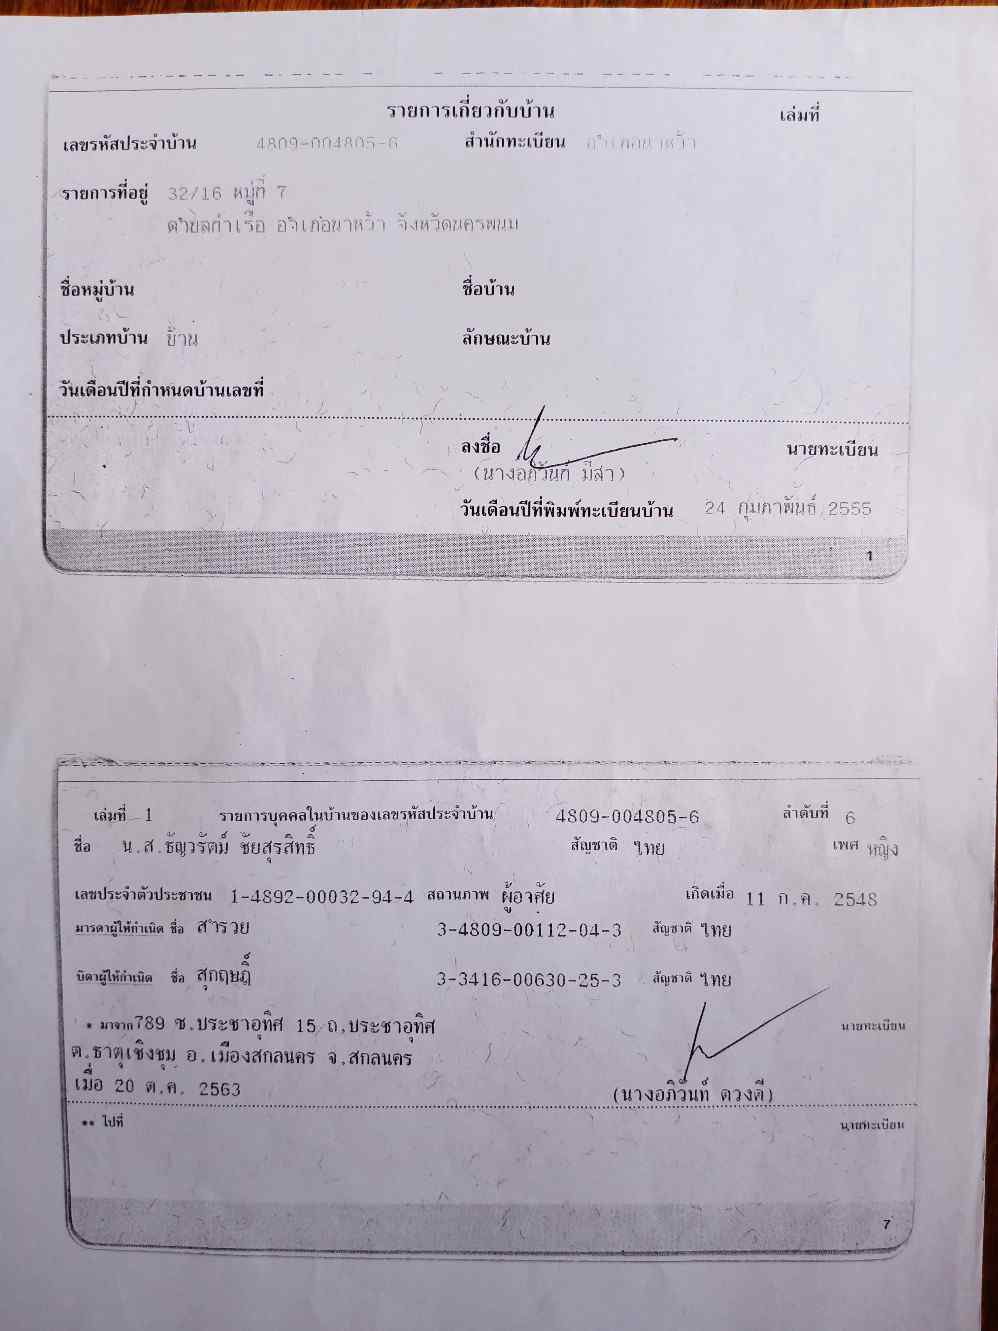 รายการเกี่ยวกับบ้าน เล่มที่
เลขรหัสประจำบ้าน 4809-004805-6 สำนักทะเบียน อำเภอนาหว้า
รายการที่อยู่ 32/16 หมู่ที่ 7
ตำบลท่าเรือ อำเภอนาหว้า จังหวัดนครพนม
ชื่อหมู่บ้าน ชื่อบ้าน
ประเภทบ้าน บ้าน ลักษณะบ้าน
วันเดือนปีที่กำหนดบ้านเลขที่
ลงชื่อ นายทะเบียน
(นางอภิวันท์ มีสา)
วันเดือนปีที่พิมพ์ทะเบียนบ้าน 24 กุมภาพันธ์ 2565
1
เล่มที่ 1 รายการบุคคลในบ้านของเลขรหัสประจำบ้าน 4809-004805-6 ลำดับที่ 6
ชื่อ น.ส.ธัญวรัตม์ ชัยสุรสิทธิ์ สัญชาติ ไทย เพศ หญิง
เลขประจำตัวประชาชน 1-4892-00032-94-4 สถานภาพ ผู้อาศัย เกิดเมื่อ 11 ก.ค. 2548
มารดาผู้ให้กำเนิด ชื่อ สำรวย 3-4809-00112-04-3 สัญชาติ ไทย
บิดาผู้ให้กำเนิด ชื่อ สุกฤษฎิ์ 3-3416-00630-25-3 สัญชาติ ไทย
* มาจาก 789 ซ.ประชาอุทิศ 15 ถ.ประชาอุทิศ นายทะเบียน
ต.ธาตุเชิงชุม อ.เมืองสกลนคร จ.สกลนคร
เมื่อ 20 ต.ค. 2563 (นางอภิวันท์ ดวงดี)
** ไปที่ นายทะเบียน
7